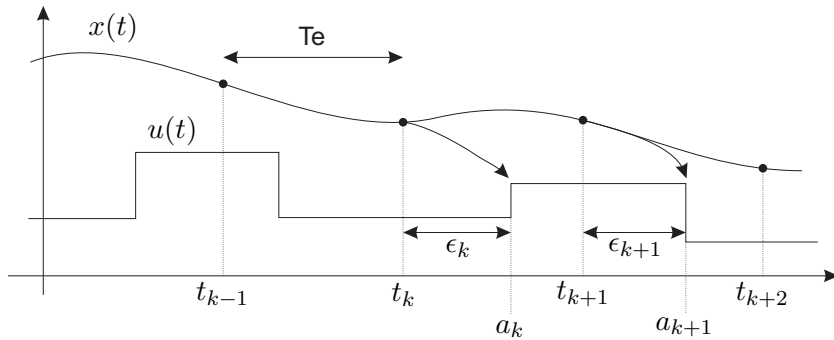 x(t)
Te
u(t)
ϵ_k
ϵ_{k+1}
t_{k−1}
t_k
t_{k+1}
t_{k+2}
a_k
a_{k+1}